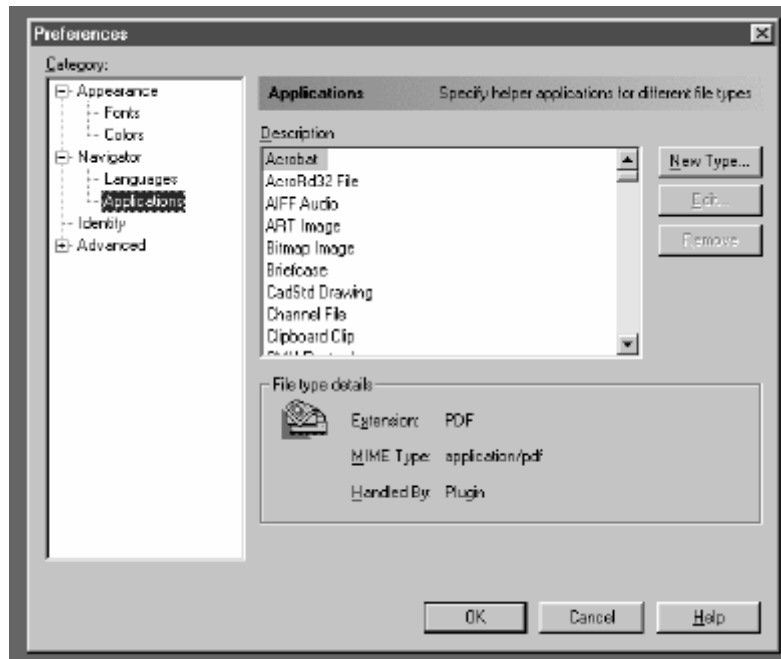 Preferences
Category:
Appearance
Fonts
Colors
Navigator
Languages
Applications
Identity
Advanced
Applications Specify helper applications for different file types
Description
Acrobat
AcroRd32 File
AIFF Audio
ART Image
Bitmap Image
Briefcase
CadStd Drawing
Channel File
Clipboard Clip
New Type...
Edit...
Remove
File type details
Extension: PDF
MIME Type: application/pdf
Handled By: Plugin
OK Cancel Help